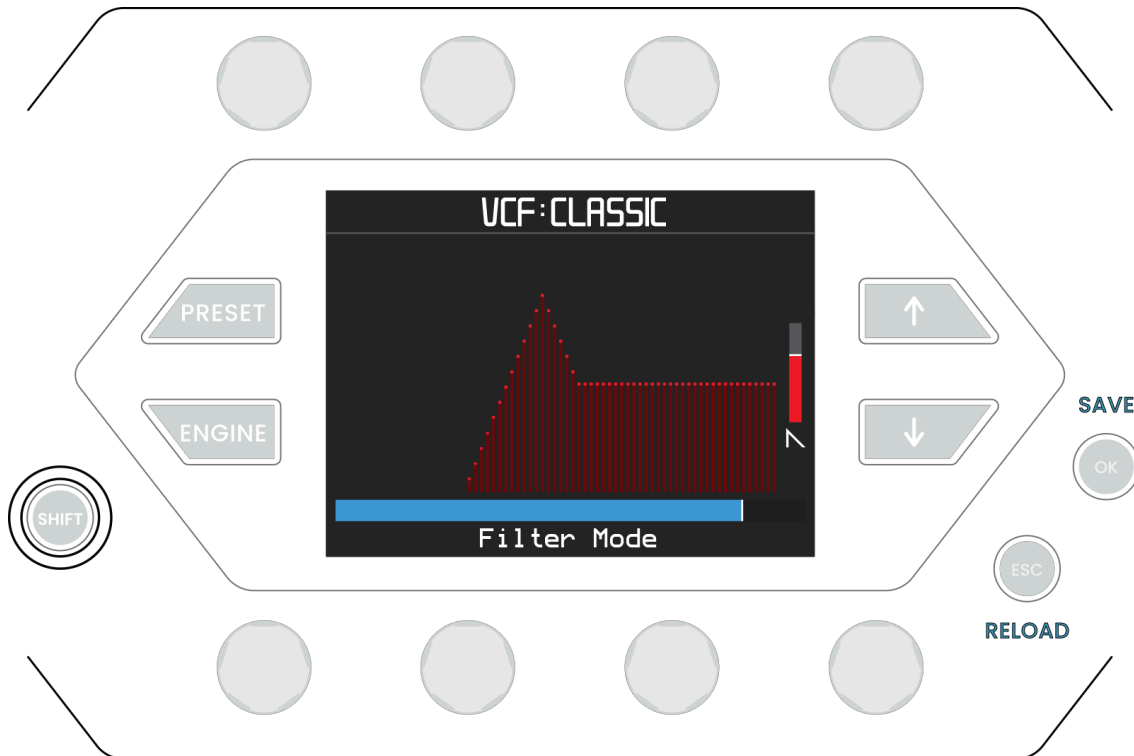 VCF:CLASSIC
PRESET
↑
ENGINE
↓
SAVE
OK
SHIFT
Filter Mode
ESC
RELOAD